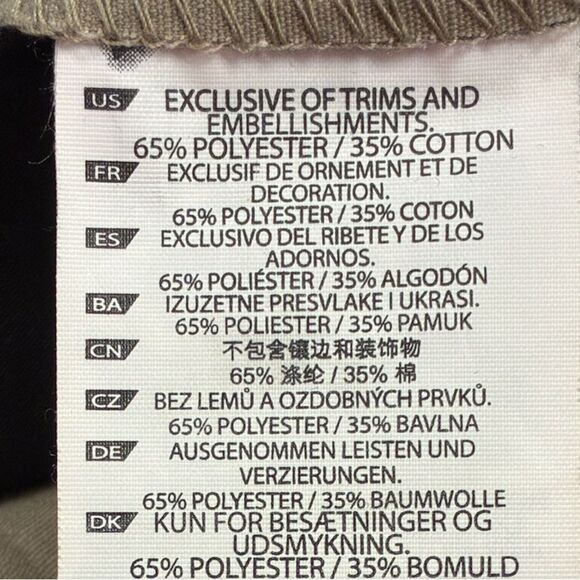 US EXCLUSIVE OF TRIMS AND
EMBELLISHMENTS.
65% POLYESTER / 35% COTTON
FR EXCLUSIF DE ORNEMENT ET DE
DECORATION.
65% POLYESTER / 35% COTON
ES EXCLUSIVO DEL RIBETE Y DE LOS
ADORNOS.
65% POLIÉSTER / 35% ALGODÓN
BA IZUZETNE PRESVLAKE I UKRASI.
65% POLIESTER / 35% PAMUK
CN 不包含镶边和装饰物
65% 涤纶 / 35% 棉
CZ BEZ LEMŮ A OZDOBNÝCH PRVKŮ.
65% POLYESTER / 35% BAVLNA
DE AUSGENOMMEN LEISTEN UND
VERZIERUNGEN.
65% POLYESTER / 35% BAUMWOLLE
DK KUN FOR BESÆTNINGER OG
UDSMYKNING.
65% POLYESTER / 35% BOMULD